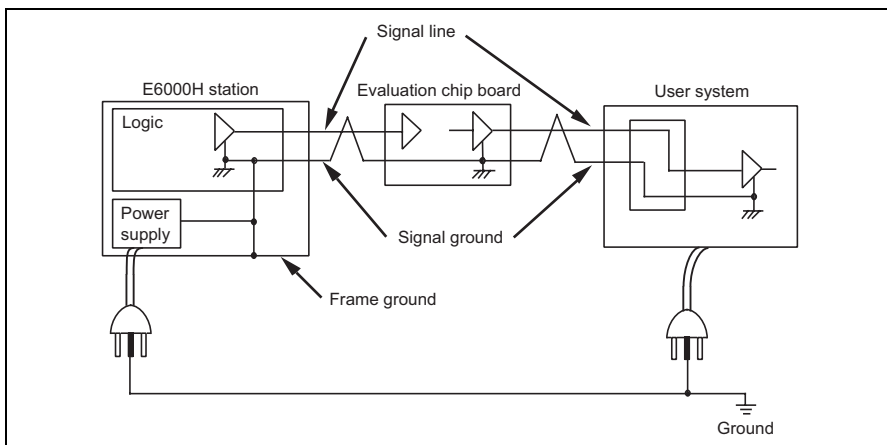 Signal line
E6000H station
Evaluation chip board
User system
Logic
Power
supply
Signal ground
Frame ground
Ground